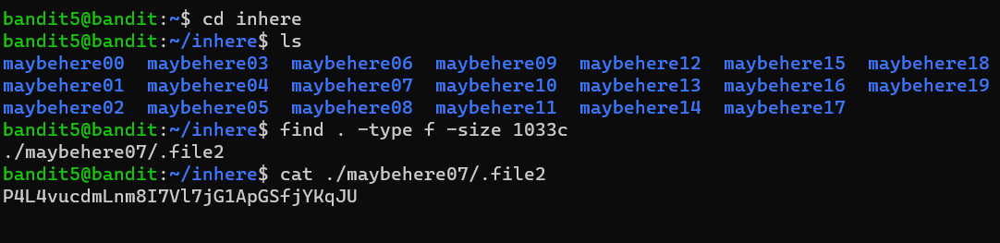 bandit5@bandit:~$ cd inhere
bandit5@bandit:~/inhere$ ls
maybehere00  maybehere03  maybehere06  maybehere09  maybehere12  maybehere15  maybehere18
maybehere01  maybehere04  maybehere07  maybehere10  maybehere13  maybehere16  maybehere19
maybehere02  maybehere05  maybehere08  maybehere11  maybehere14  maybehere17
bandit5@bandit:~/inhere$ find . -type f -size 1033c
./maybehere07/.file2
bandit5@bandit:~/inhere$ cat ./maybehere07/.file2
P4L4vucdmLnm8I7Vl7jG1ApGSfjYKqJU